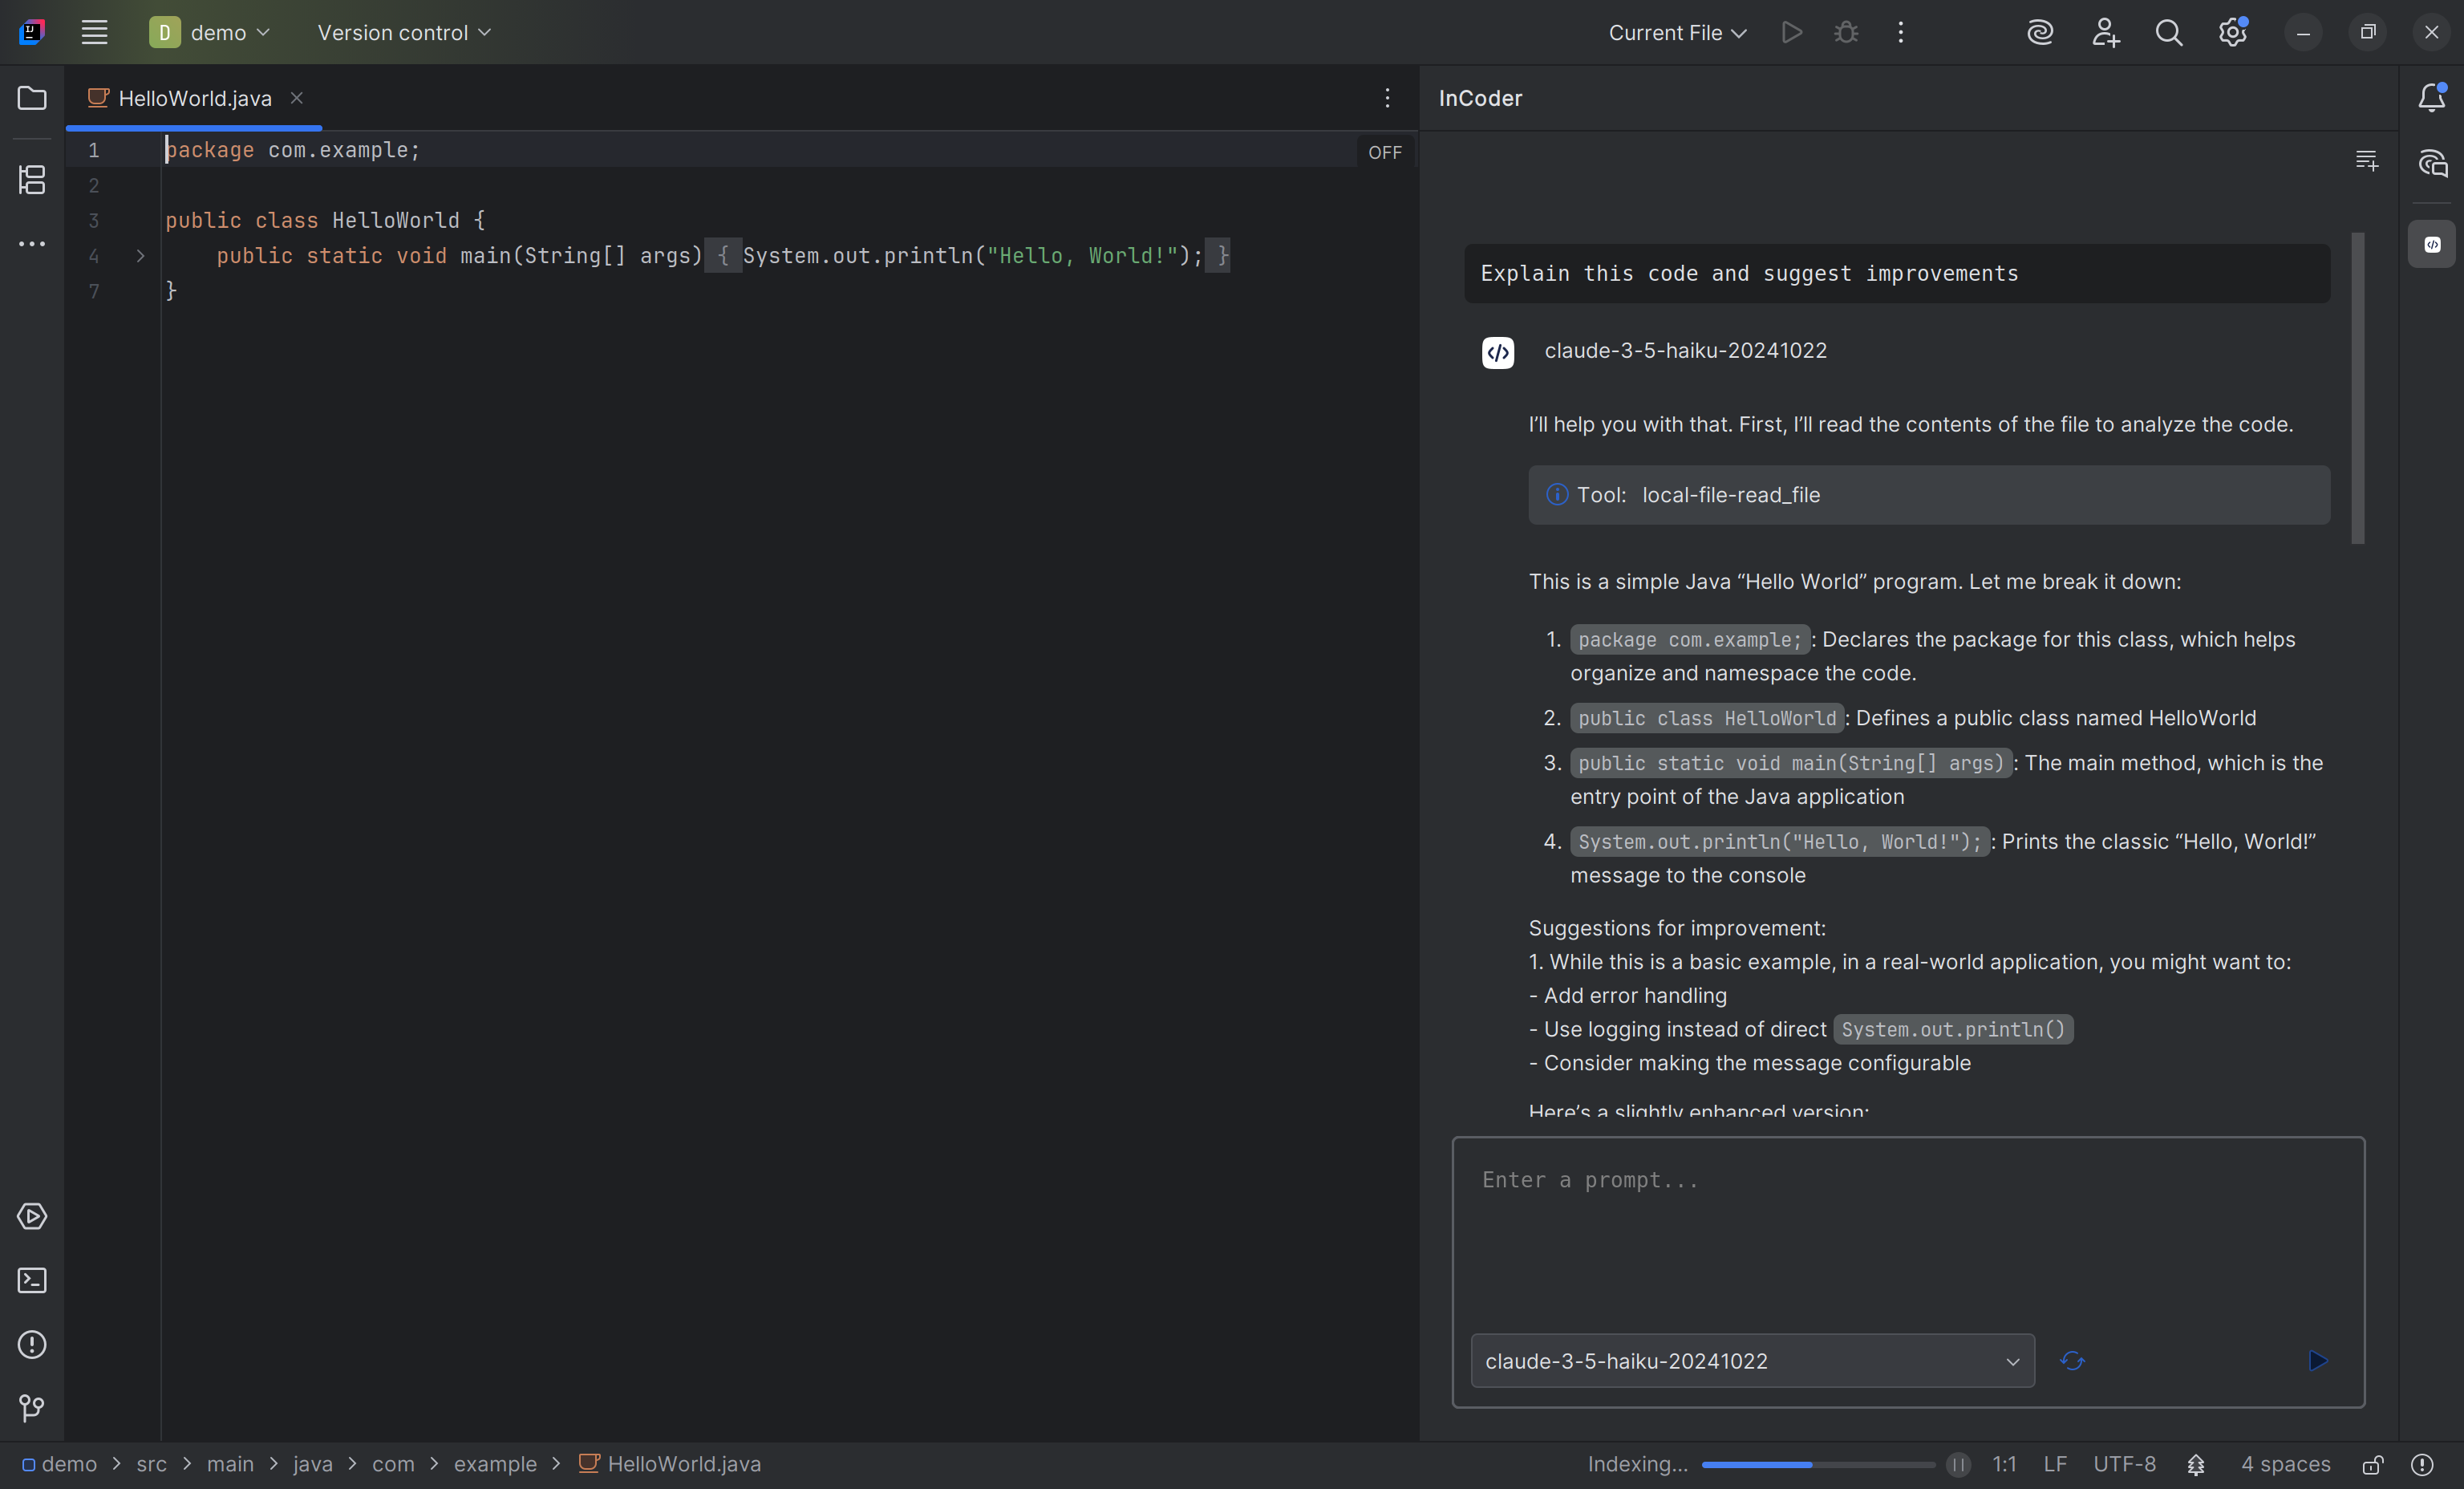 D demo Version control Current File
HelloWorld.java
InCoder
1 package com.example;
OFF
2
3 public class HelloWorld {
4 public static void main(String[] args) { System.out.println("Hello, World!"); }
7 }
Explain this code and suggest improvements
claude-3-5-haiku-20241022
I’ll help you with that. First, I’ll read the contents of the file to analyze the code.
Tool: local-file-read_file
This is a simple Java “Hello World” program. Let me break it down:
1. package com.example; : Declares the package for this class, which helps
organize and namespace the code.
2. public class HelloWorld : Defines a public class named HelloWorld
3. public static void main(String[] args) : The main method, which is the
entry point of the Java application
4. System.out.println("Hello, World!"); : Prints the classic “Hello, World!”
message to the console
Suggestions for improvement:
1. While this is a basic example, in a real-world application, you might want to:
- Add error handling
- Use logging instead of direct System.out.println()
- Consider making the message configurable
Here’s a slightly enhanced version:
Enter a prompt...
claude-3-5-haiku-20241022
demo > src > main > java > com > example > HelloWorld.java
Indexing... 1:1 LF UTF-8 4 spaces